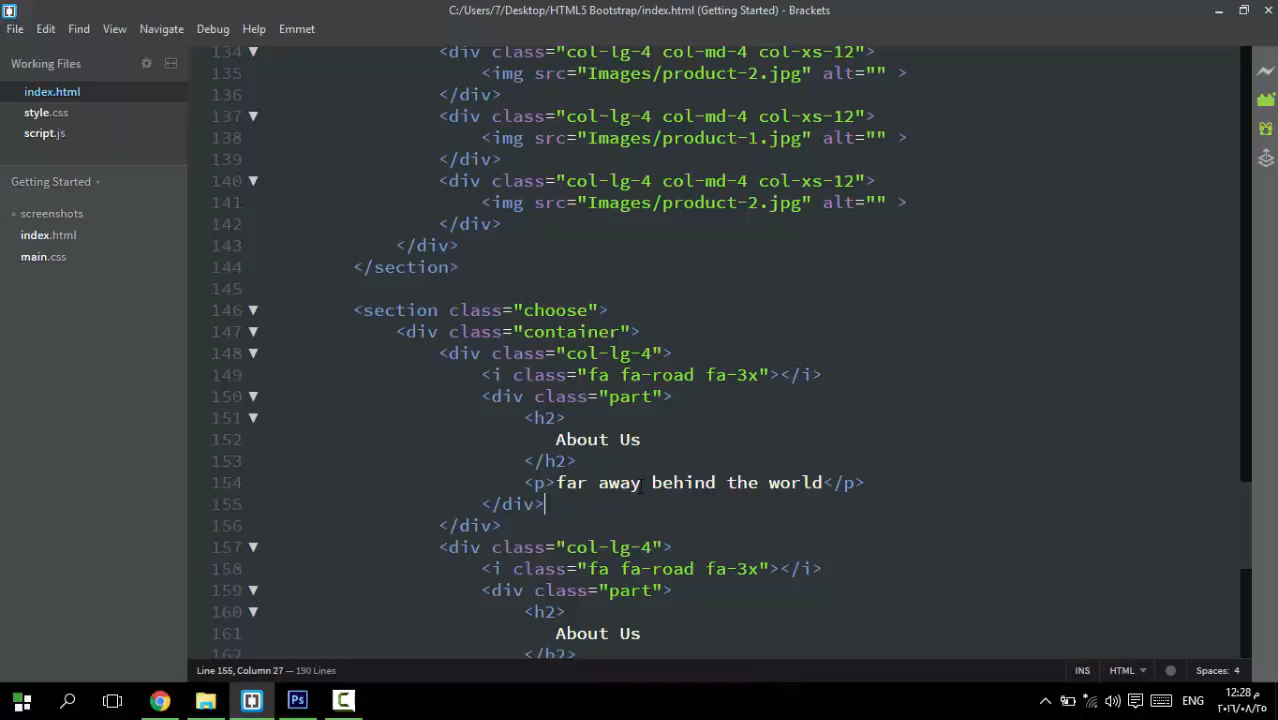 C:/Users/7/Desktop/HTML5 Bootstrap/index.html (Getting Started) - Brackets
File Edit Find View Navigate Debug Help Emmet
Working Files
index.html
style.css
script.js
Getting Started
screenshots
index.html
main.css
134 <div class="col-lg-4 col-md-4 col-xs-12">
135 <img src="Images/product-2.jpg" alt="" >
136 </div>
137 <div class="col-lg-4 col-md-4 col-xs-12">
138 <img src="Images/product-1.jpg" alt="" >
139 </div>
140 <div class="col-lg-4 col-md-4 col-xs-12">
141 <img src="Images/product-2.jpg" alt="" >
142 </div>
143 </div>
144 </section>
145
146 <section class="choose">
147 <div class="container">
148 <div class="col-lg-4">
149 <i class="fa fa-road fa-3x"></i>
150 <div class="part">
151 <h2>
152 About Us
153 </h2>
154 <p>far away behind the world</p>
155 </div>
156 </div>
157 <div class="col-lg-4">
158 <i class="fa fa-road fa-3x"></i>
159 <div class="part">
160 <h2>
161 About Us
162 </h2>
Line 155, Column 27 — 190 Lines
INS HTML Spaces: 4
Ps
ENG
12:28 م
٢٠١٦/٠٨/٢٥